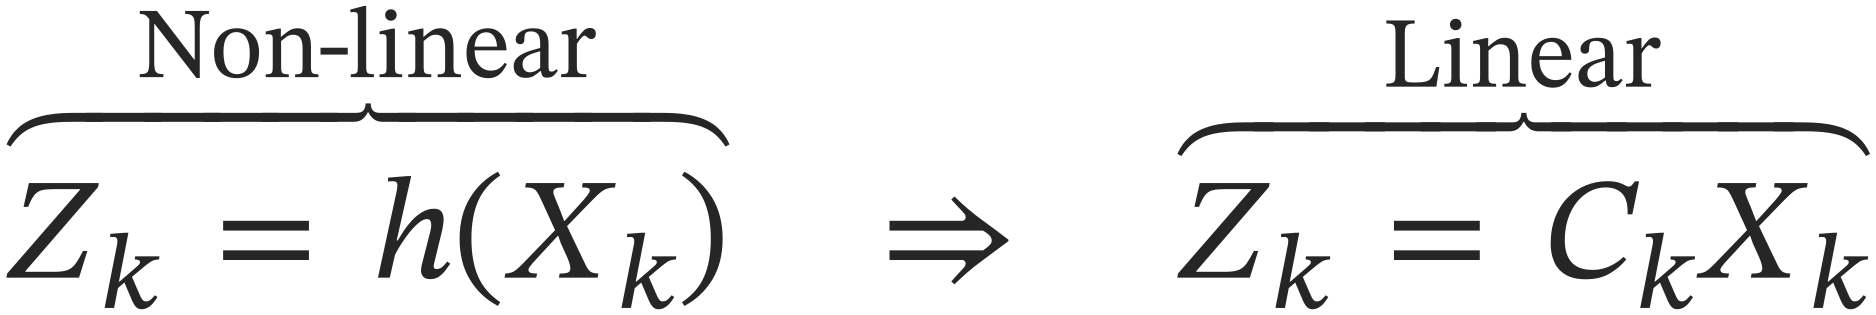 Non-linear Linear
Z_k = h(X_k) ⇒ Z_k = C_k X_k